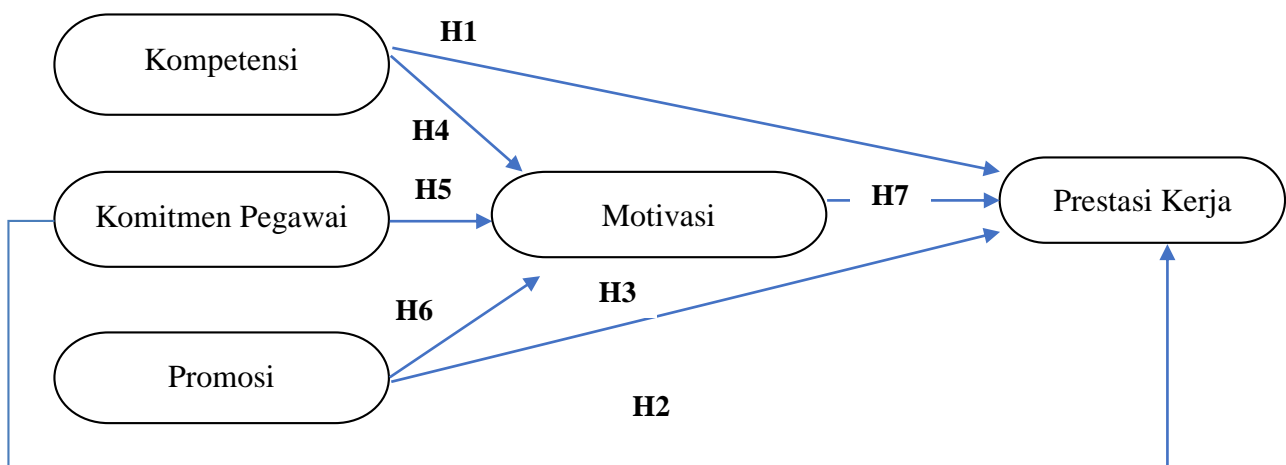 H1
Kompetensi
H4
H5
Komitmen Pegawai
Motivasi
H7
Prestasi Kerja
H3
H6
Promosi
H2